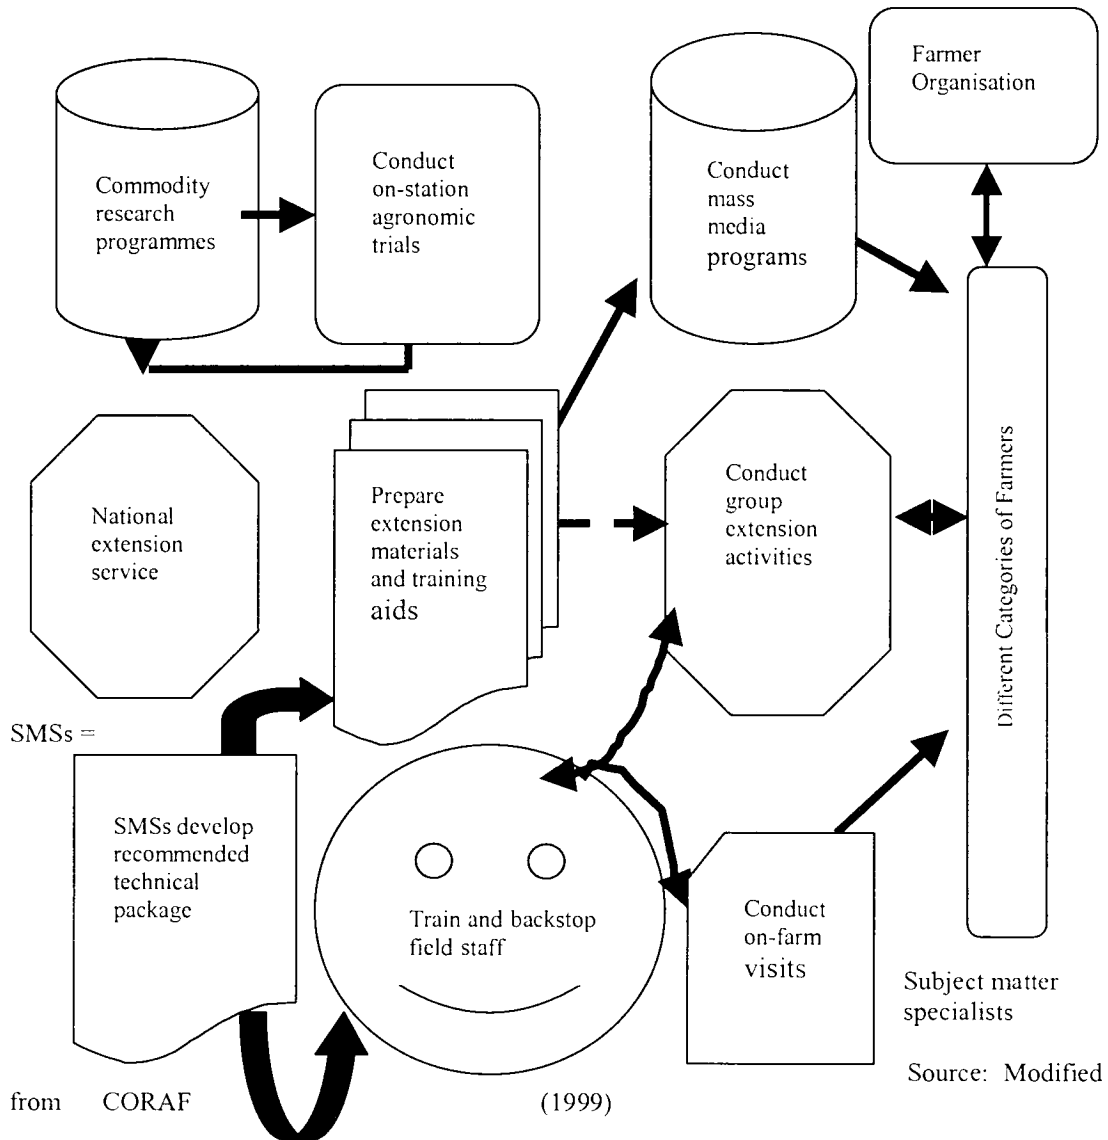 Farmer
Organisation
Commodity
research
programmes
Conduct
on-station
agronomic
trials
Conduct
mass
media
programs
National
extension
service
Prepare
extension
materials
and training
aids
Conduct
group
extension
activities
Different Categories of Farmers
SMSs =
SMSs develop
recommended
technical
package
Train and backstop
field staff
Conduct
on-farm
visits
Subject matter
specialists
Source: Modified
from CORAF (1999)